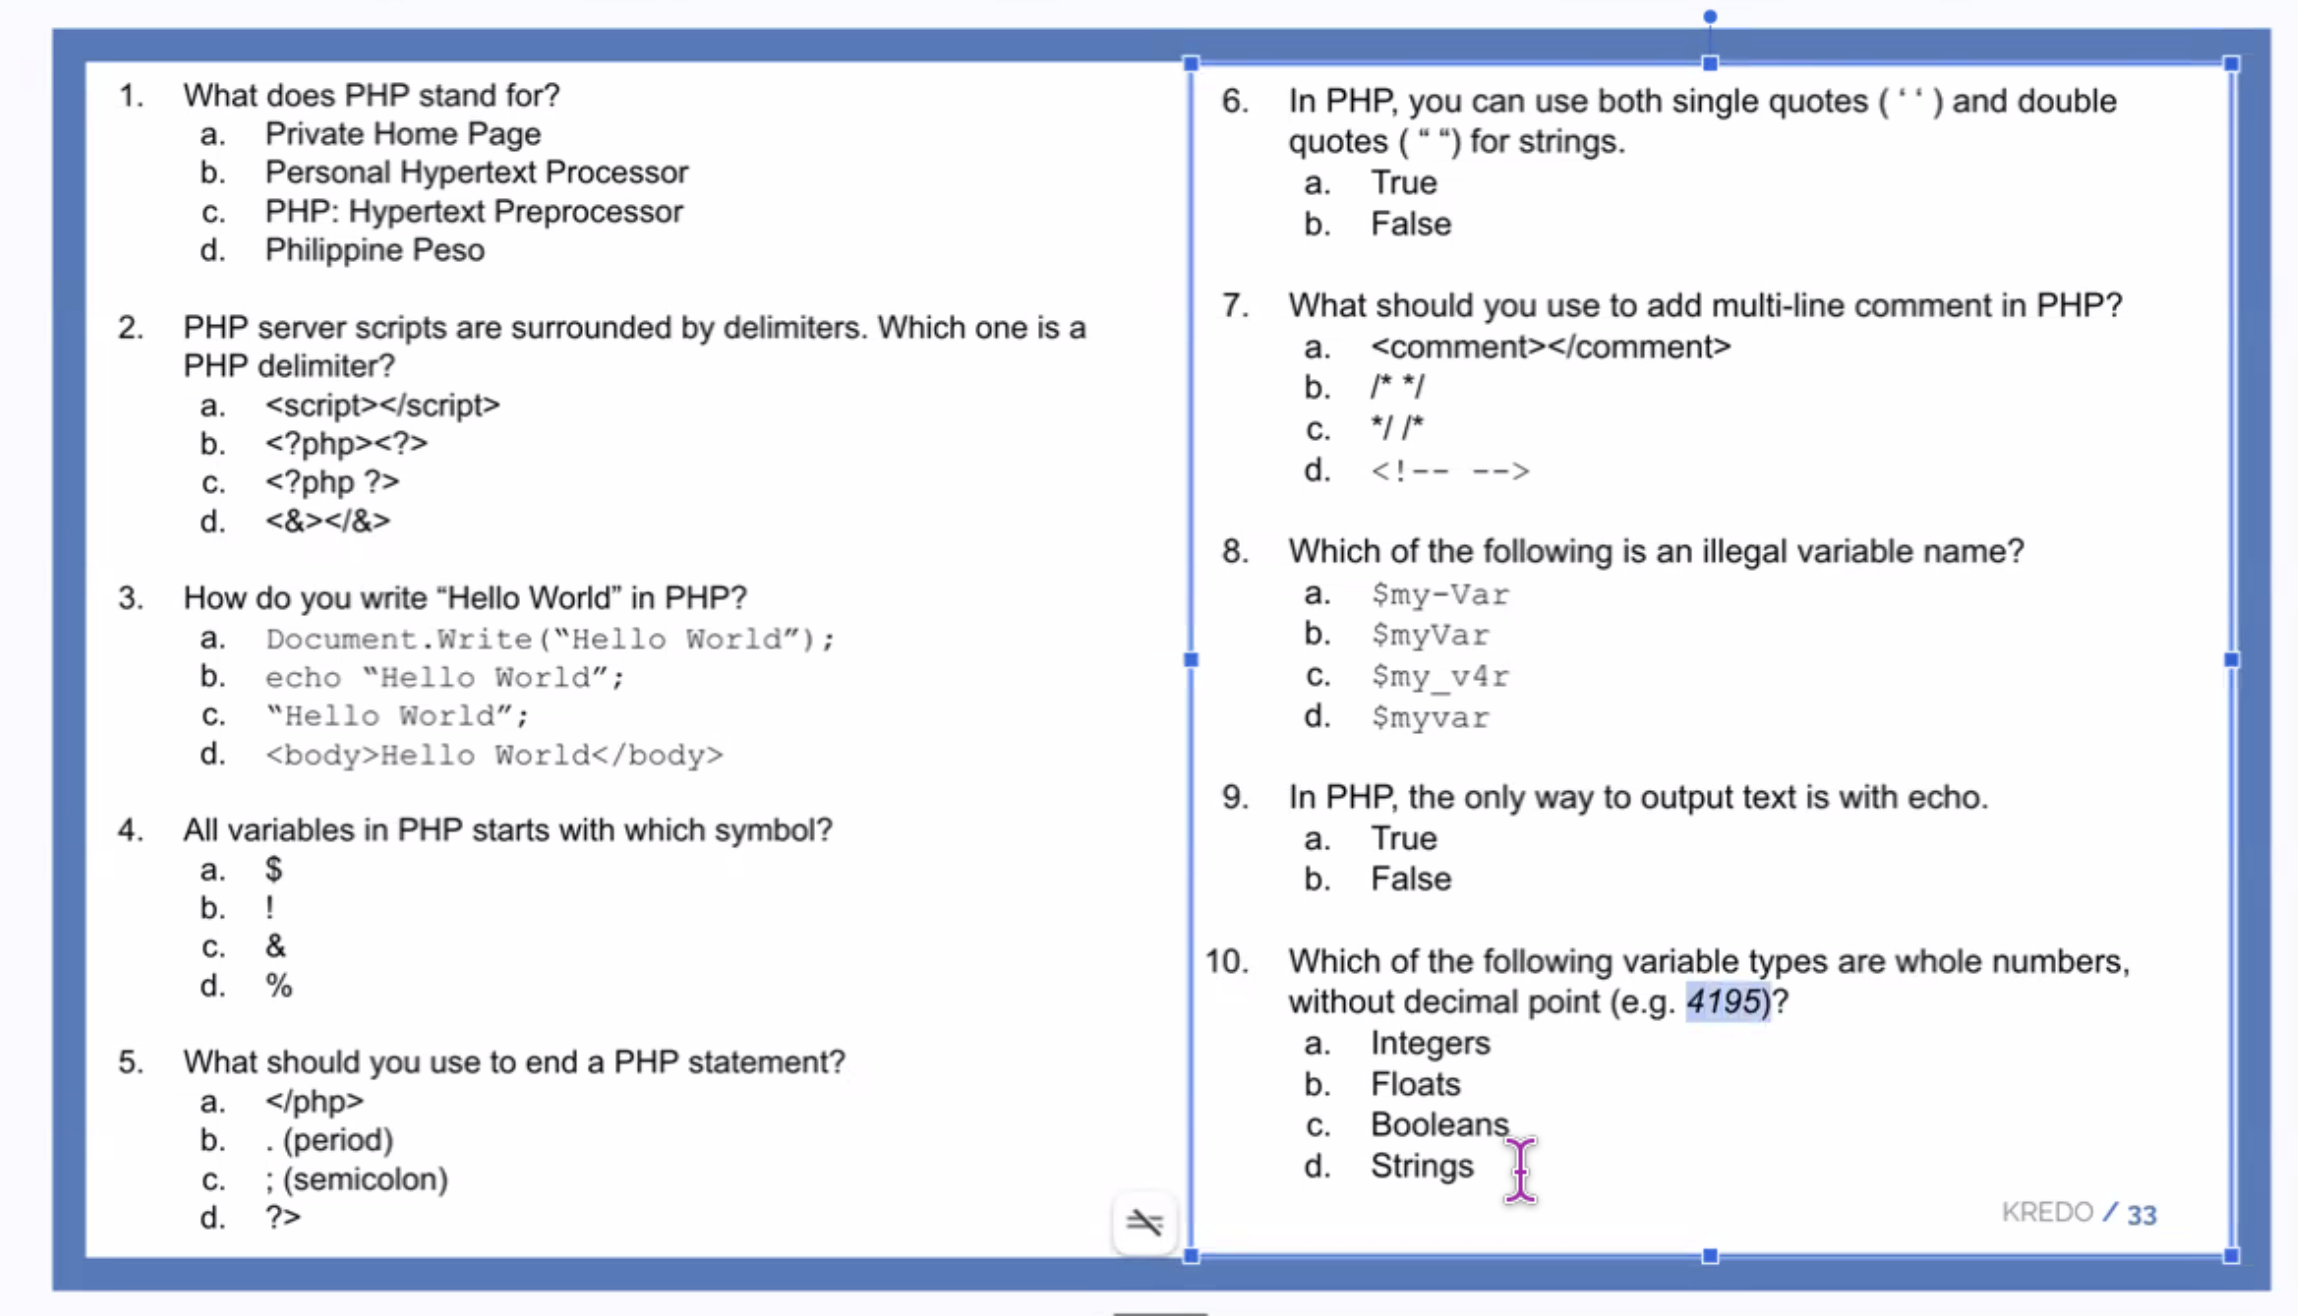 1. What does PHP stand for?
a. Private Home Page
b. Personal Hypertext Processor
c. PHP: Hypertext Preprocessor
d. Philippine Peso
2. PHP server scripts are surrounded by delimiters. Which one is a
PHP delimiter?
a. <script></script>
b. <?php><?>
c. <?php ?>
d. <&></&>
3. How do you write “Hello World” in PHP?
a. Document.Write(“Hello World”);
b. echo “Hello World”;
c. “Hello World”;
d. <body>Hello World</body>
4. All variables in PHP starts with which symbol?
a. $
b. !
c. &
d. %
5. What should you use to end a PHP statement?
a. </php>
b. . (period)
c. ; (semicolon)
d. ?>
6. In PHP, you can use both single quotes ( ‘ ‘ ) and double
quotes ( “ “) for strings.
a. True
b. False
7. What should you use to add multi-line comment in PHP?
a. <comment></comment>
b. /* */
c. */ /*
d. <!-- -->
8. Which of the following is an illegal variable name?
a. $my-Var
b. $myVar
c. $my_v4r
d. $myvar
9. In PHP, the only way to output text is with echo.
a. True
b. False
10. Which of the following variable types are whole numbers,
without decimal point (e.g. 4195)?
a. Integers
b. Floats
c. Booleans
d. Strings
KREDO / 33